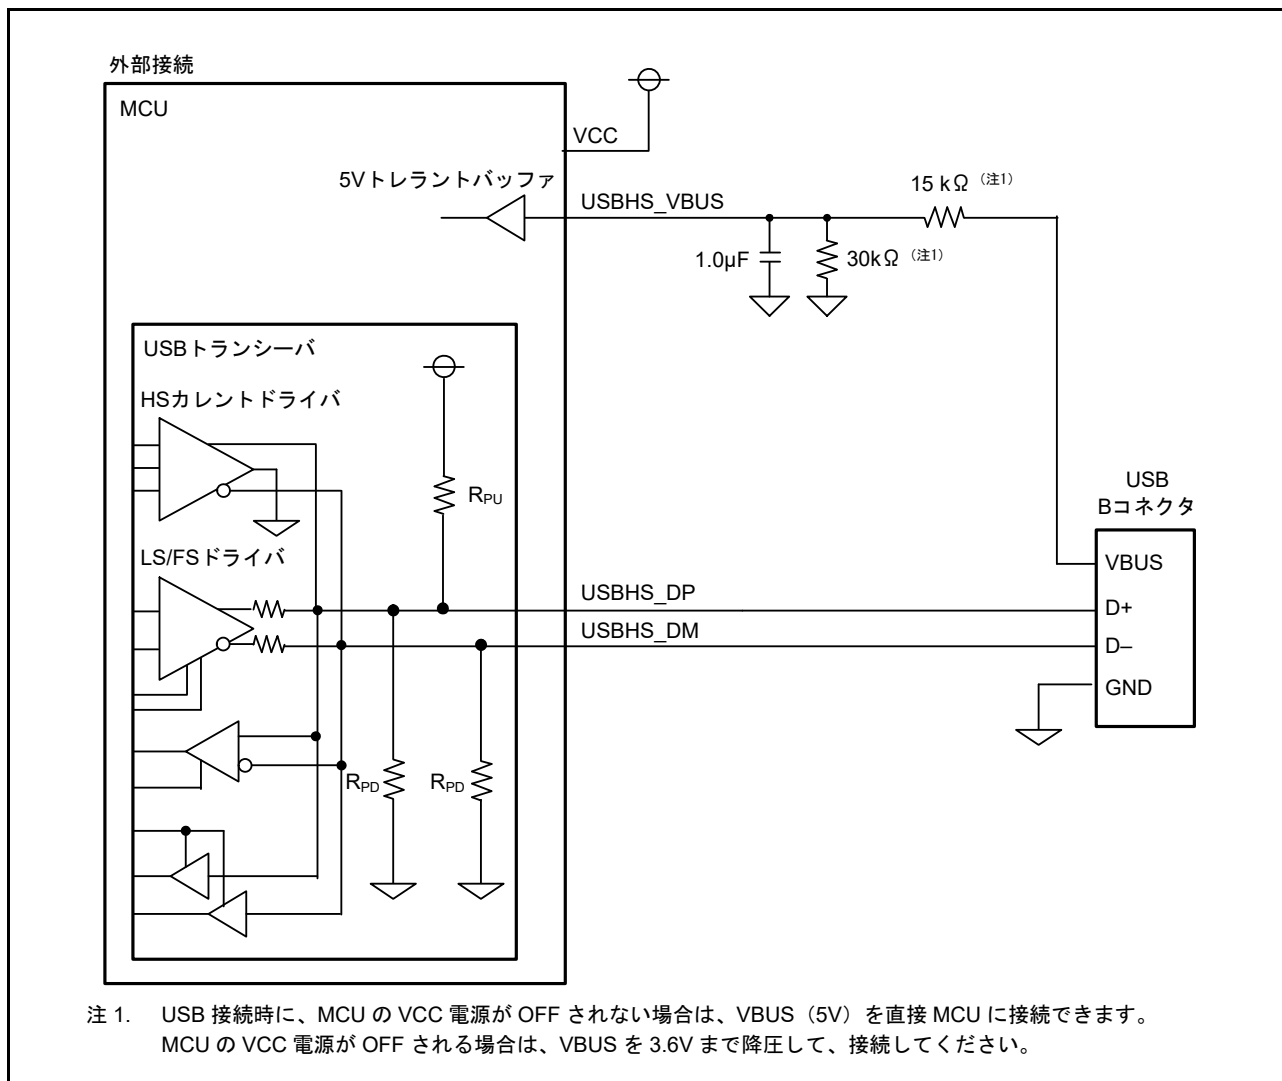 外部接続
MCU
VCC
5Vトレラントバッファ
USBHS_VBUS
15 kΩ （注1）
1.0µF
30kΩ （注1）
USBトランシーバ
HSカレントドライバ
RPU
USB
Bコネクタ
LS/FSドライバ
VBUS
USBHS_DP
D+
USBHS_DM
D–
GND
RPD
RPD
注 1. USB 接続時に、MCU の VCC 電源が OFF されない場合は、VBUS（5V）を直接 MCU に接続できます。
MCU の VCC 電源が OFF される場合は、VBUS を 3.6V まで降圧して、接続してください。